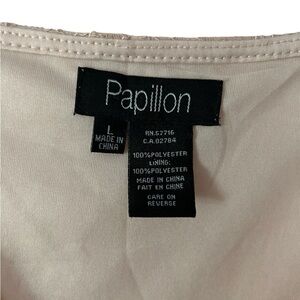 Papillon
L
MADE IN
CHINA
RN.57716
C.A.02784
100%POLYESTER
LINING:
100%POLYESTER
MADE IN CHINA
FAIT EN CHINE
CARE ON
REVERSE